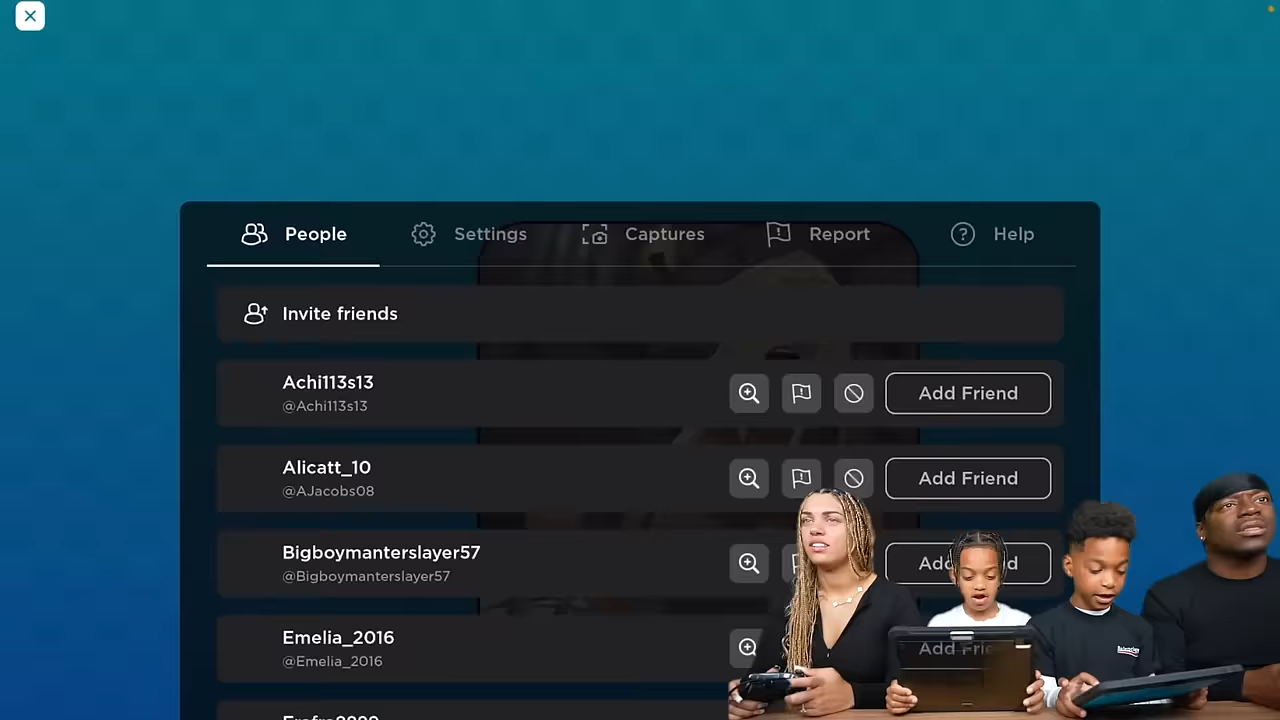 People
Settings
Captures
Report
Help
Invite friends
Achi113s13
@Achi113s13
Add Friend
Alicatt_10
@AJacobs08
Add Friend
Bigboymanterslayer57
@Bigboymanterslayer57
Emelia_2016
@Emelia_2016